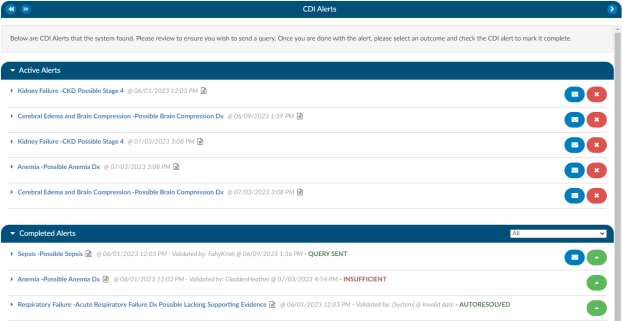 CDI Alerts
Below are CDI Alerts that the system found. Please review to ensure you wish to send a query. Once you are done with the alert, please select an outcome and check the CDI alert to mark it complete.
Active Alerts
Kidney Failure -CKD Possible Stage 4 @ 06/01/2023 12:03 PM
Cerebral Edema and Brain Compression -Possible Brain Compression Dx @ 06/09/2023 1:39 PM
Kidney Failure -CKD Possible Stage 4 @ 07/03/2023 3:08 PM
Anemia -Possible Anemia Dx @ 07/03/2023 3:08 PM
Cerebral Edema and Brain Compression -Possible Brain Compression Dx @ 07/03/2023 3:08 PM
Completed Alerts All
Sepsis -Possible Sepsis @ 06/01/2023 12:03 PM - Validated by: FahyKristi @ 06/09/2023 1:36 PM - QUERY SENT
Anemia -Possible Anemia Dx @ 06/01/2023 12:03 PM - Validated by: GladdenHeather @ 07/03/2023 4:54 PM - INSUFFICIENT
Respiratory Failure -Acute Respiratory Failure Dx Possible Lacking Supporting Evidence @ 06/01/2023 12:03 PM - Validated by: [System] @ Invalid date - AUTORESOLVED